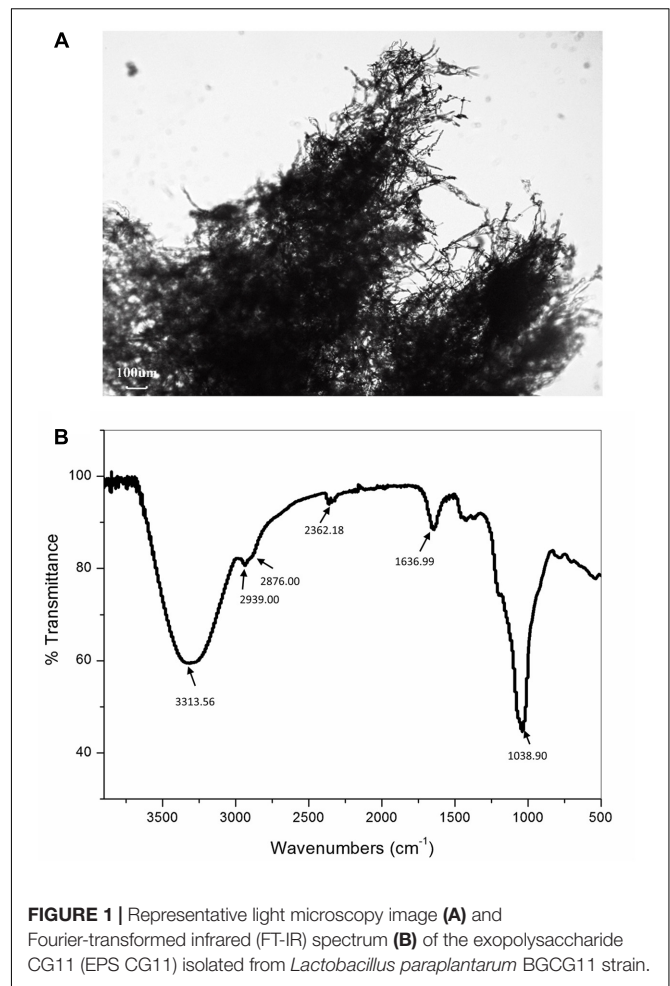 A
100um
B
100
80
60
40
% Transmittance
2362.18
1636.99
2876.00
2939.00
3313.56
1038.90
3500 3000 2500 2000 1500 1000 500
Wavenumbers (cm⁻¹)
FIGURE 1 | Representative light microscopy image (A) and
Fourier-transformed infrared (FT-IR) spectrum (B) of the exopolysaccharide
CG11 (EPS CG11) isolated from Lactobacillus paraplantarum BGCG11 strain.